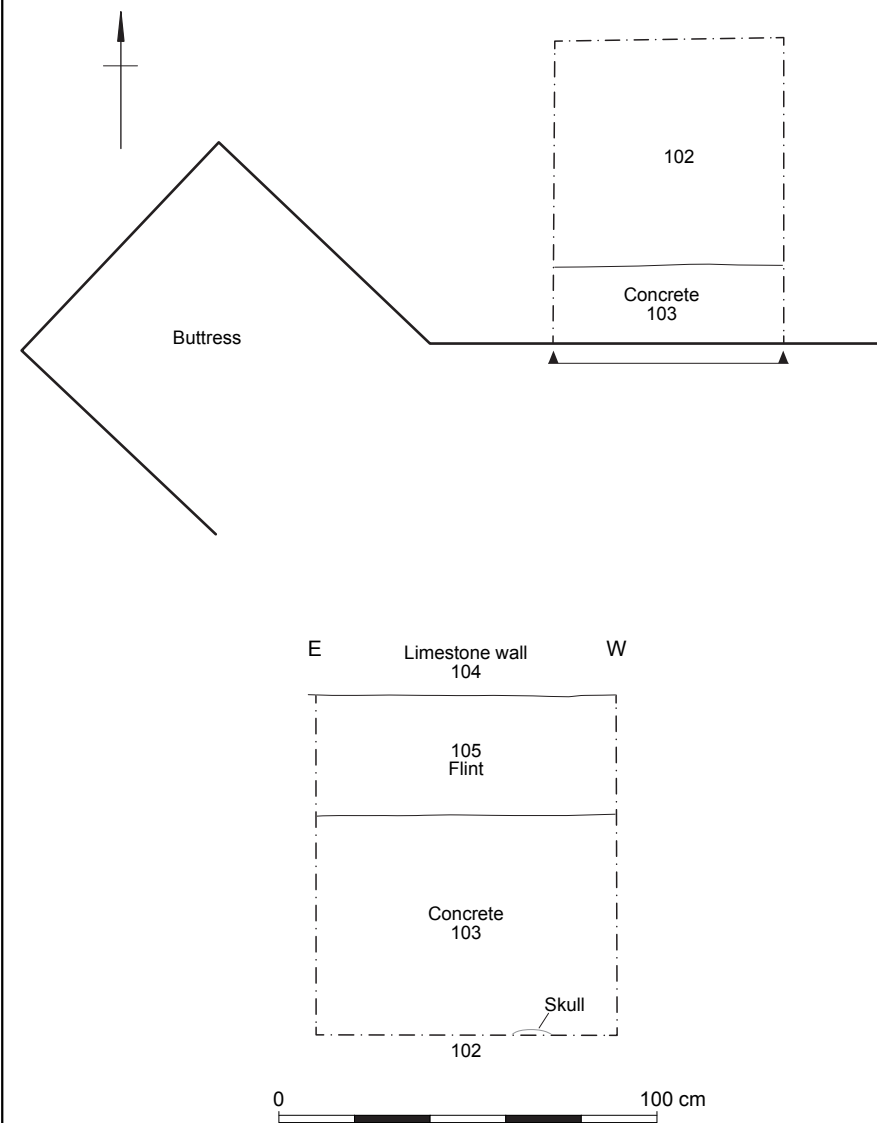 102
Concrete
103
Buttress
E
Limestone wall
104
W
105
Flint
Concrete
103
Skull
102
0
100 cm